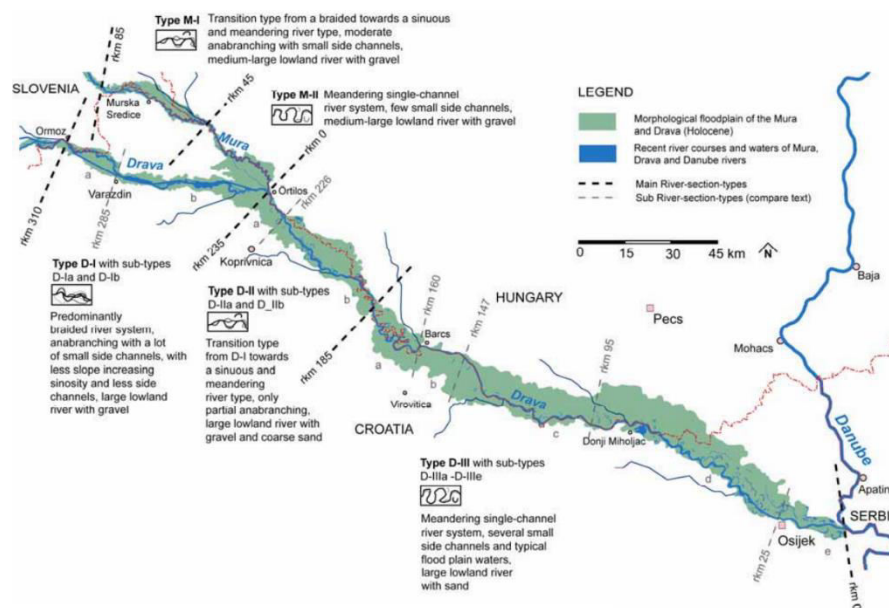 Type M-I Transition type from a braided towards a sinuous
and meandering river type, moderate
anabranching with small side channels,
medium-large lowland river with gravel
rkm 85
SLOVENIA
Murska
Sredice
rkm 45
Type M-II Meandering single-channel
river system, few small side channels,
medium-large lowland river with gravel
LEGEND
Morphological floodplain of the Mura
and Drava (Holocene)
Recent river courses and waters of Mura,
Drava and Danube rivers
Main River-section-types
Sub River-section-types (compare text)
0 15 30 45 km
N
Ormoz
Mura
rkm 0
Drava
a
Varazdin
b
Örtilos
rkm 226
a
rkm 310
rkm 285
rkm 235
Koprivnica
b
Type D-I with sub-types
D-Ia and D-Ib
Predominantly
braided river system,
anabranching with a lot
of small side channels, with
less slope increasing
sinosity and less side
channels, large lowland
river with gravel
Type D-II with sub-types
D-IIa and D_IIb
Transition type
from D-I towards
a sinuous and
meandering
river type, only
partial anabranching,
large lowland river with
gravel and coarse sand
rkm 185
rkm 160
rkm 147
HUNGARY
Pecs
Baja
Mohacs
Barcs
a
b
Virovitica
CROATIA
rkm 95
Drava
c
Donji Miholjac
d
Danube
Apatin
SERBI
Osijek
rkm 25
e
rkm 0
Type D-III with sub-types
D-IIIa -D-IIIe
Meandering single-channel
river system, several small
side channels and typical
flood plain waters,
large lowland river
with sand